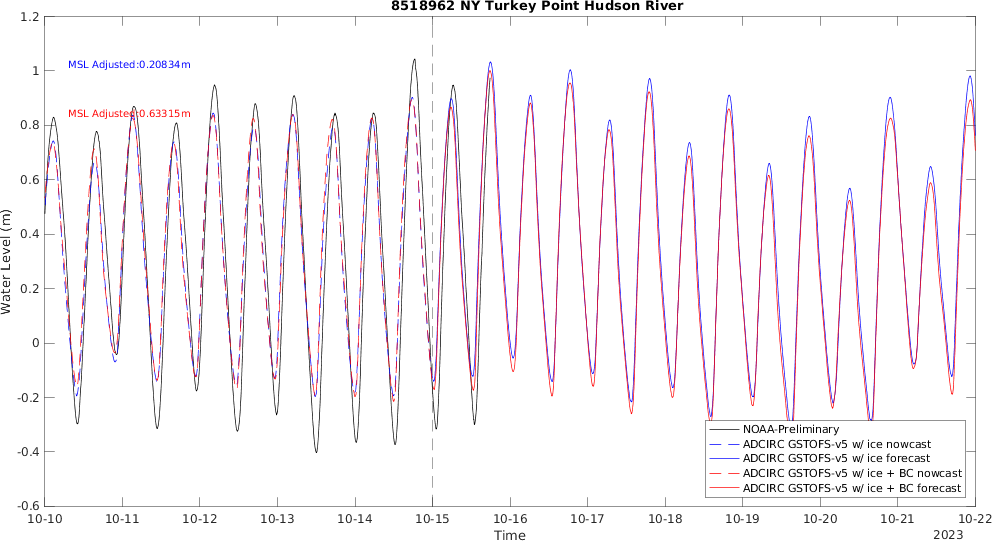 8518962 NY Turkey Point Hudson River
1.2
1
0.8
0.6
0.4
0.2
0
-0.2
-0.4
-0.6
Water Level (m)
MSL Adjusted:0.20834m
MSL Adjusted:0.63315m
NOAA-Preliminary
ADCIRC GSTOFS-v5 w/ ice nowcast
ADCIRC GSTOFS-v5 w/ ice forecast
ADCIRC GSTOFS-v5 w/ ice + BC nowcast
ADCIRC GSTOFS-v5 w/ ice + BC forecast
10-10 10-11 10-12 10-13 10-14 10-15 10-16 10-17 10-18 10-19 10-20 10-21 10-22
Time
2023